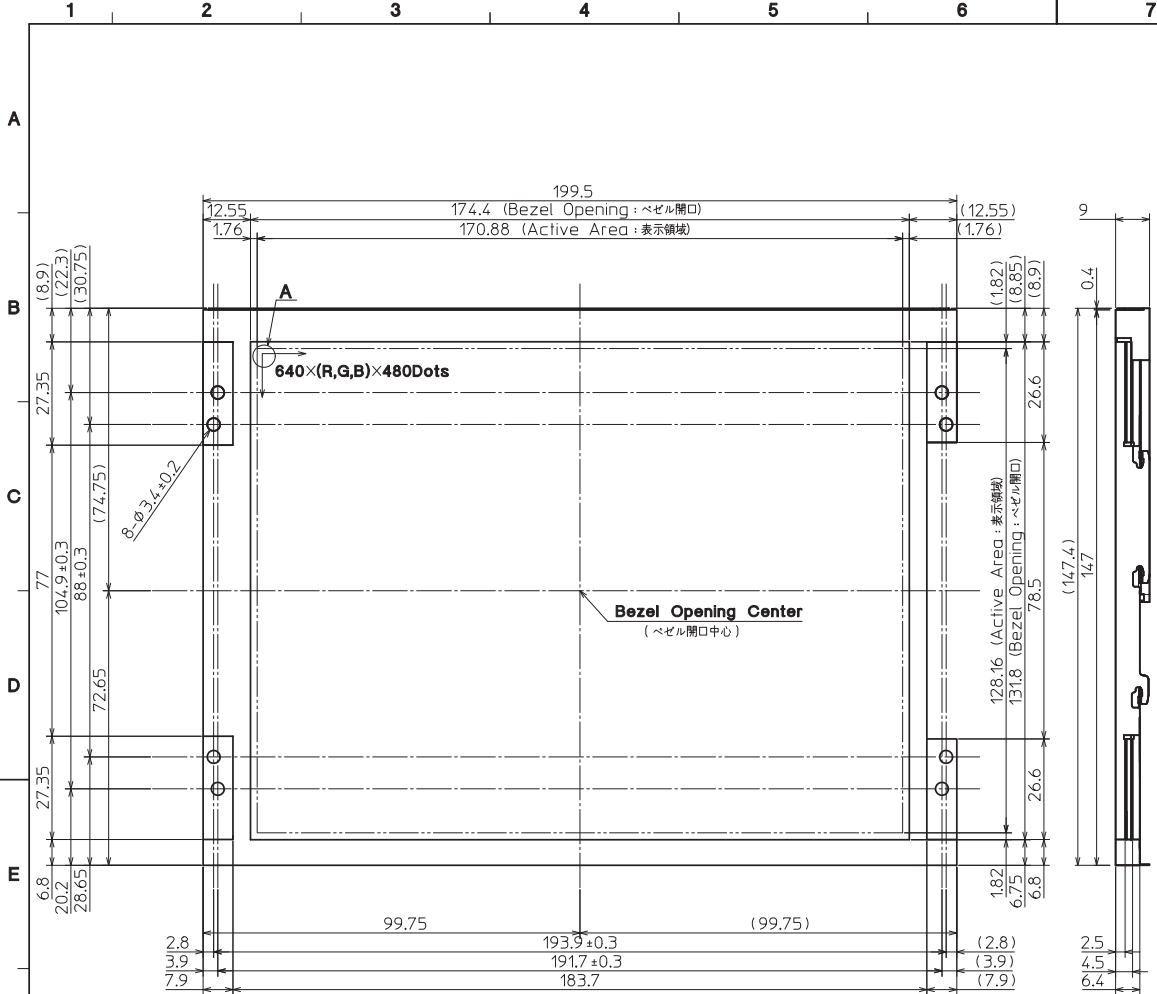 1 2 3 4 5 6 7
A
B
C
D
E
199.5
12.55 174.4 (Bezel Opening : ベゼル開口) (12.55)
1.76 170.88 (Active Area : 表示領域) (1.76)
9
0.4
(8.9)
(22.3)
(30.75)
(1.82)
(8.85)
(8.9)
A
640×(R,G,B)×480Dots
27.35
26.6
8-Φ3.4±0.2
(74.75)
77
104.9±0.3
88±0.3
72.65
Bezel Opening Center
( ベゼル開口中心 )
128.16 (Active Area : 表示領域)
131.8 (Bezel Opening : ベゼル開口)
78.5
(147.4)
147
27.35
26.6
6.8
20.2
28.65
1.82
6.75
6.8
99.75 (99.75)
2.8 193.9±0.3 (2.8)
3.9 191.7±0.3 (3.9)
7.9 183.7 (7.9)
2.5
4.5
6.4